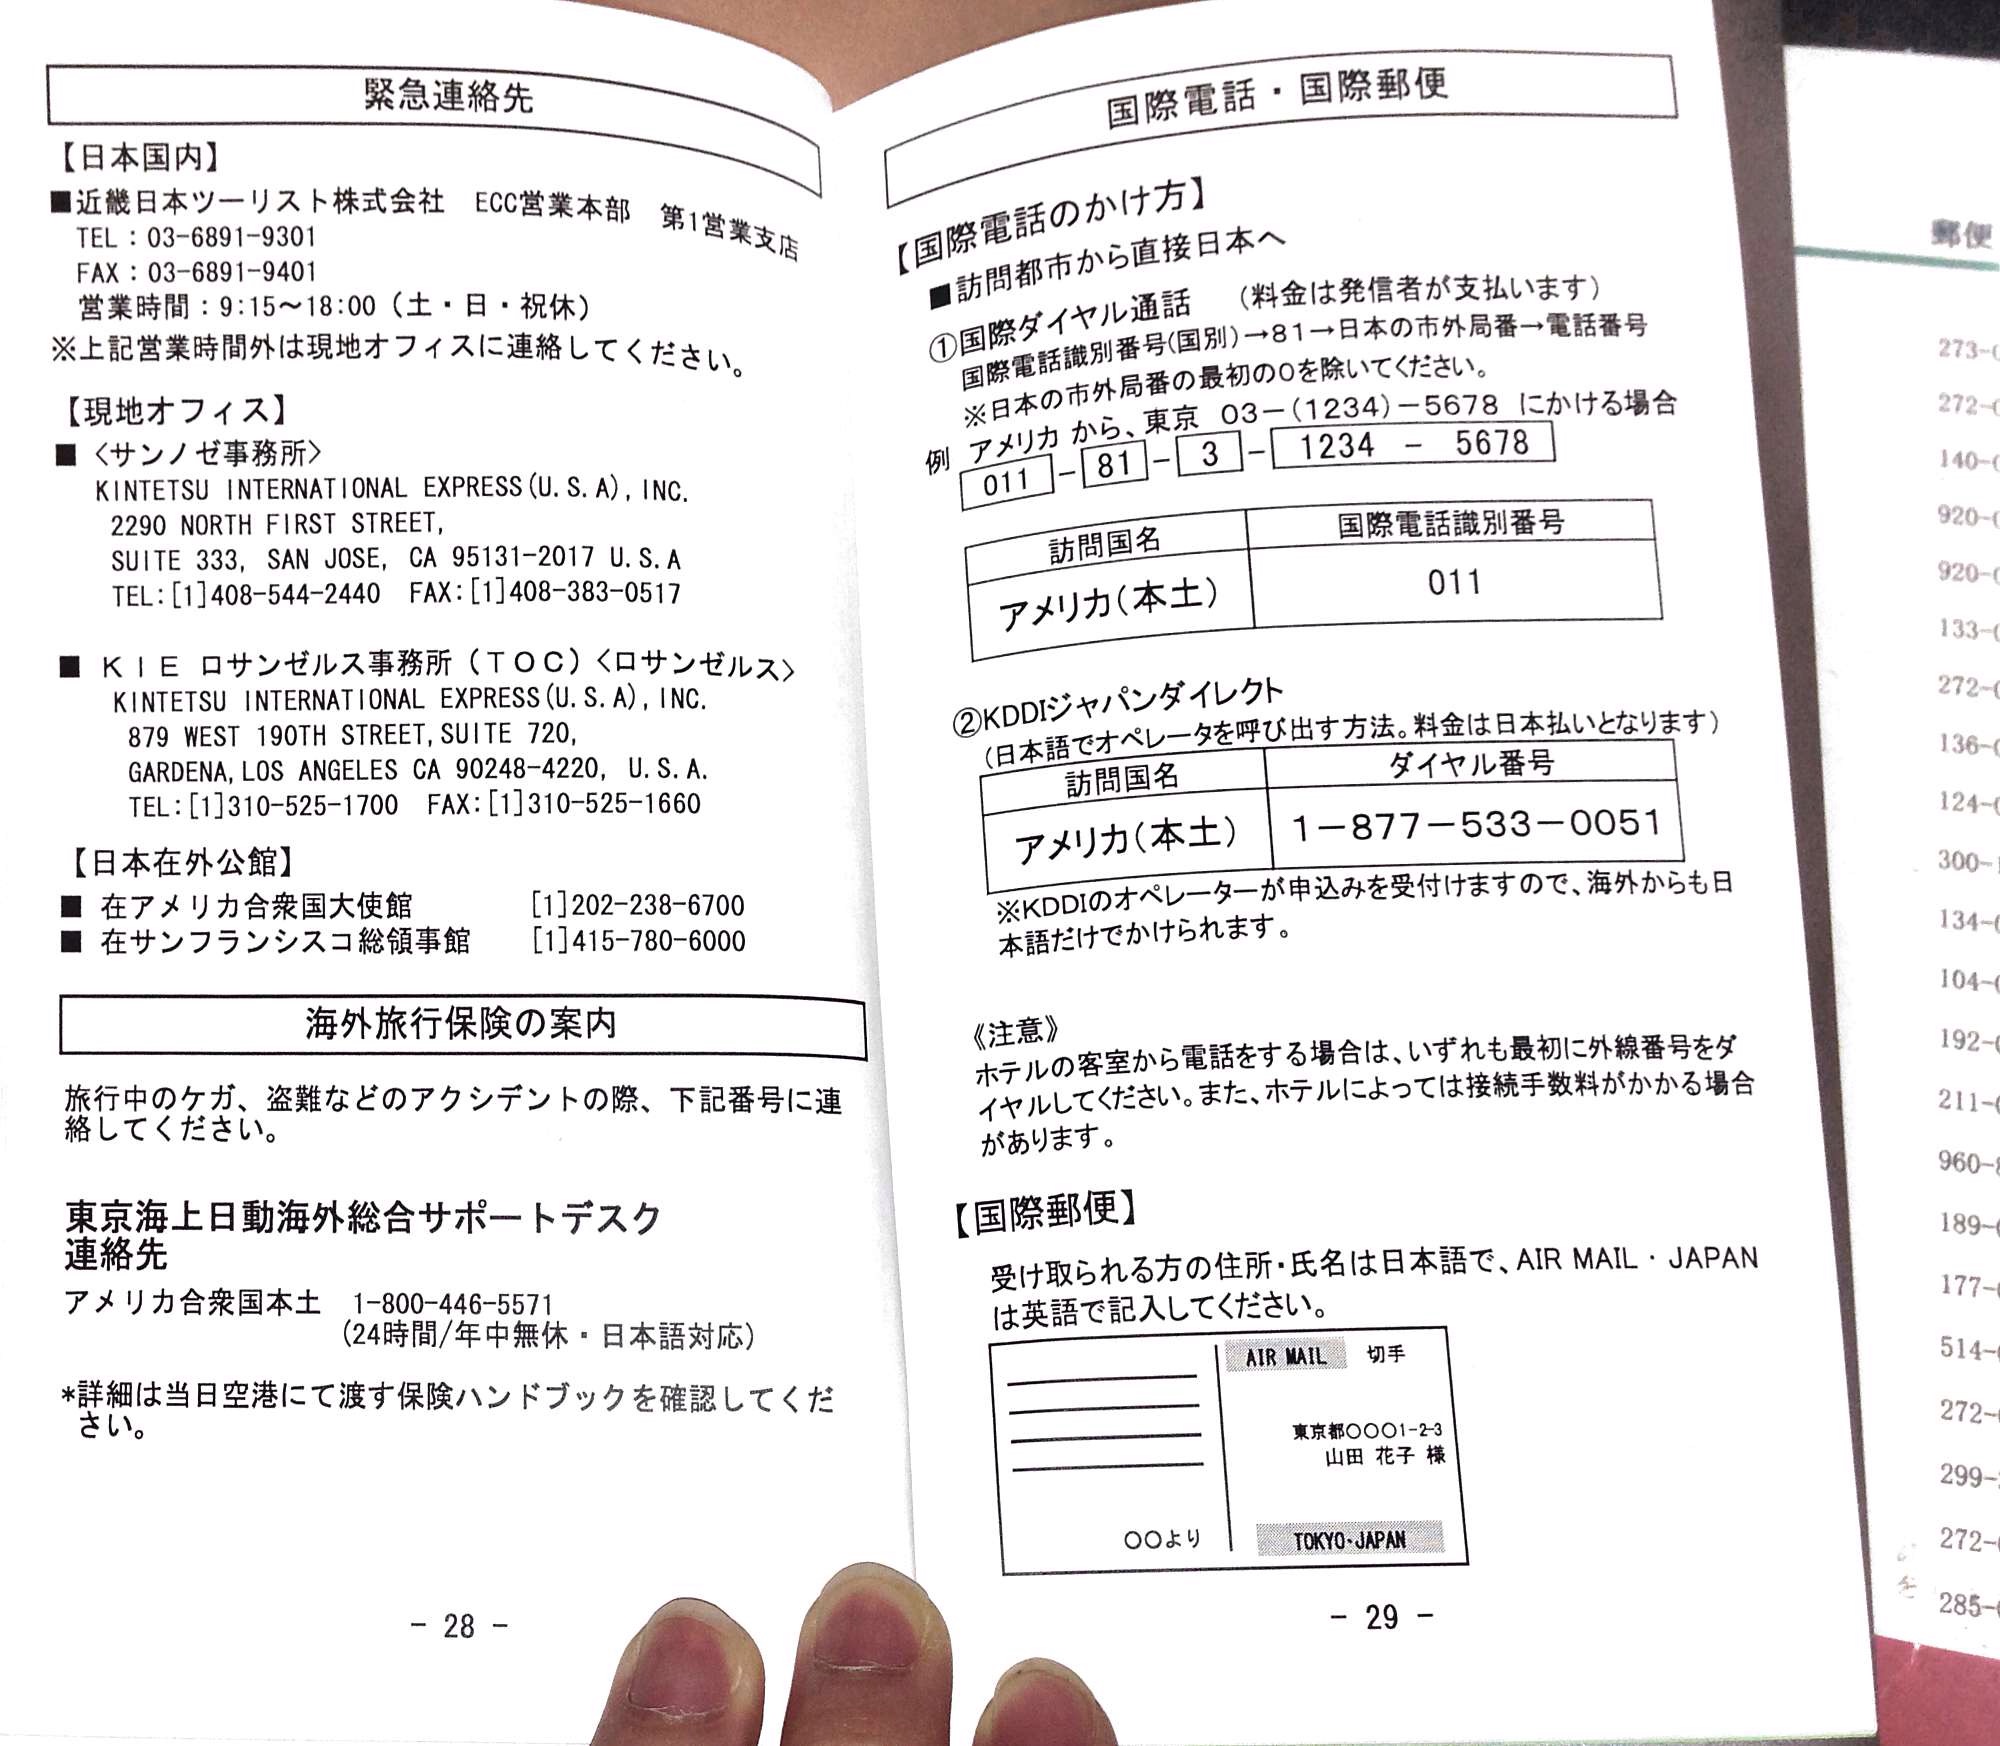 緊急連絡先
【日本国内】
■近畿日本ツーリスト株式会社　ECC営業本部　第1営業支店
TEL：03-6891-9301
FAX：03-6891-9401
営業時間：9:15〜18:00（土・日・祝休）
※上記営業時間外は現地オフィスに連絡してください。
【現地オフィス】
■〈サンノゼ事務所〉
KINTETSU INTERNATIONAL EXPRESS(U.S.A), INC.
2290 NORTH FIRST STREET,
SUITE 333, SAN JOSE, CA 95131-2017 U.S.A
TEL:[1]408-544-2440　FAX:[1]408-383-0517
■ ＫＩＥ ロサンゼルス事務所（ＴＯＣ）〈ロサンゼルス〉
KINTETSU INTERNATIONAL EXPRESS(U.S.A), INC.
879 WEST 190TH STREET, SUITE 720,
GARDENA, LOS ANGELES CA 90248-4220, U.S.A.
TEL:[1]310-525-1700　FAX:[1]310-525-1660
【日本在外公館】
■ 在アメリカ合衆国大使館　[1]202-238-6700
■ 在サンフランシスコ総領事館　[1]415-780-6000
海外旅行保険の案内
旅行中のケガ、盗難などのアクシデントの際、下記番号に連
絡してください。
東京海上日動海外総合サポートデスク
連絡先
アメリカ合衆国本土　1-800-446-5571
(24時間/年中無休・日本語対応)
*詳細は当日空港にて渡す保険ハンドブックを確認してくだ
さい。
- 28 -
国際電話・国際郵便
【国際電話のかけ方】
■訪問都市から直接日本へ
①国際ダイヤル通話　（料金は発信者が支払います）
国際電話識別番号(国別)→81→日本の市外局番→電話番号
※日本の市外局番の最初の0を除いてください。
例 アメリカ から、東京 ０３－(１２３４)－５６７８ にかける場合
011 － 81 － 3 － 1234 － 5678
訪問国名　国際電話識別番号
アメリカ(本土)　011
②KDDIジャパンダイレクト
（日本語でオペレータを呼び出す方法。料金は日本払いとなります）
訪問国名　ダイヤル番号
アメリカ(本土)　１－８７７－５３３－００５１
※KDDIのオペレーターが申込みを受付けますので、海外からも日
本語だけでかけられます。
《注意》
ホテルの客室から電話をする場合は、いずれも最初に外線番号をダ
イヤルしてください。また、ホテルによっては接続手数料がかかる場合
があります。
【国際郵便】
受け取られる方の住所・氏名は日本語で、AIR MAIL・JAPAN
は英語で記入してください。
AIR MAIL　切手
東京都〇〇〇1-2-3
山田 花子 様
〇〇より
TOKYO・JAPAN
- 29 -
郵便
273-
272-
140-
920-
920-
133-
272-
136-
124-
300-
134-
104-
192-
211-
960-
189-
177-
514-
272-
299-
272-
285-